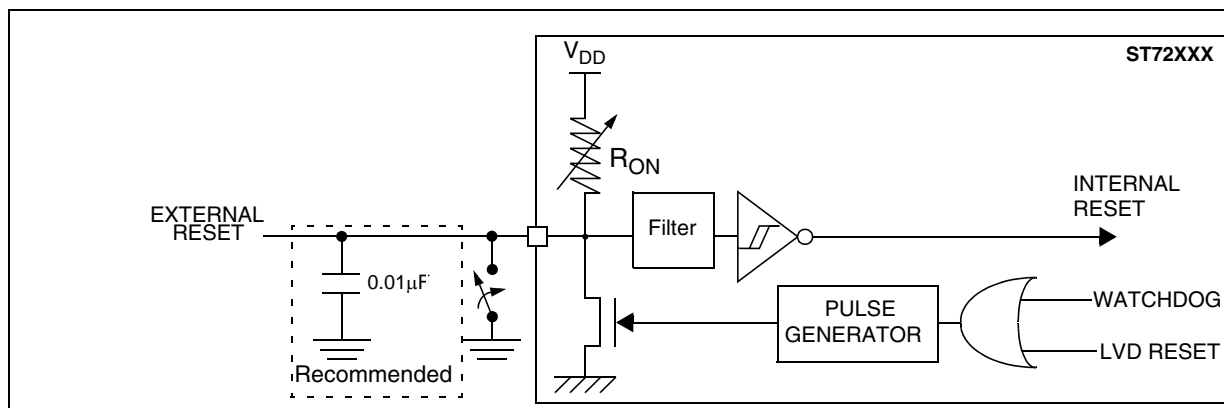 ST72XXX
VDD
RON
INTERNAL
RESET
EXTERNAL
RESET
Filter
0.01μF
WATCHDOG
PULSE
GENERATOR
LVD RESET
Recommended